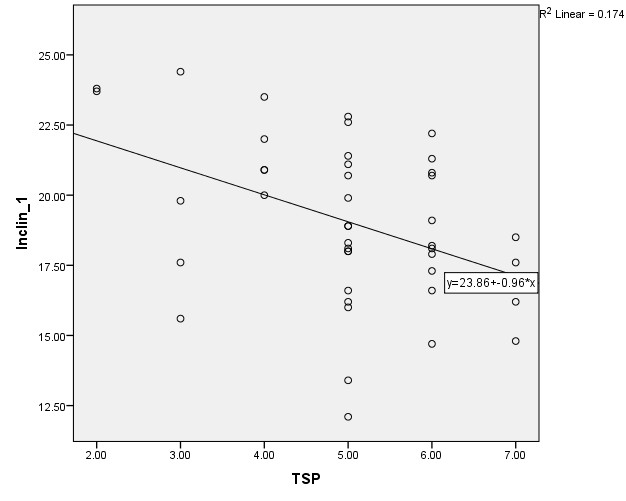 R² Linear = 0.174
25.00
22.50
20.00
17.50
15.00
12.50
Inclin_1
y=23.86+-0.96*x
2.00 3.00 4.00 5.00 6.00 7.00
TSP